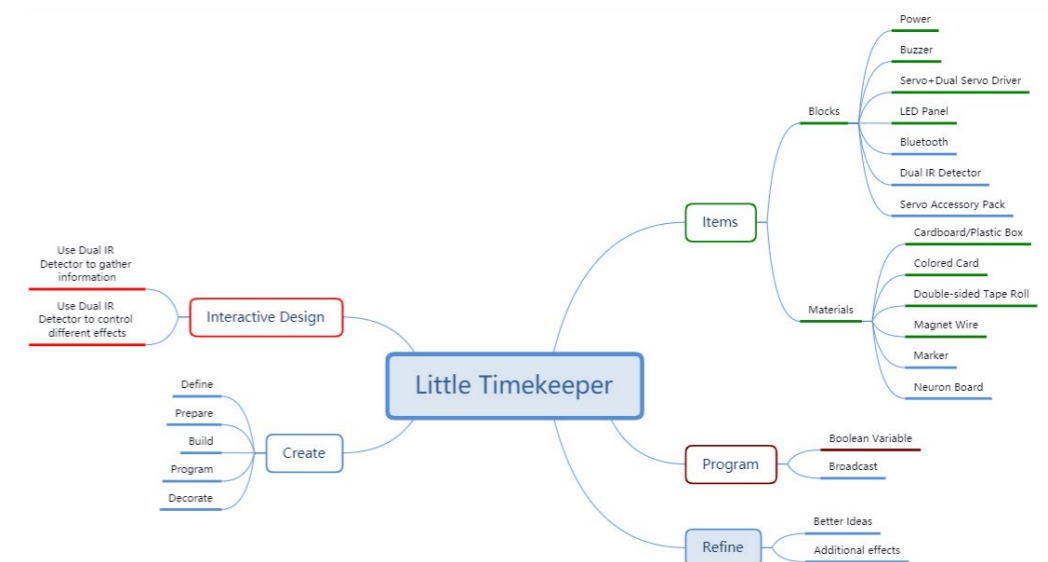 Power
Buzzer
Servo+Dual Servo Driver
Blocks
LED Panel
Bluetooth
Dual IR Detector
Servo Accessory Pack
Items
Cardboard/Plastic Box
Colored Card
Double-sided Tape Roll
Materials
Magnet Wire
Marker
Neuron Board
Use Dual IR
Detector to gather
information
Use Dual IR
Detector to control
different effects
Interactive Design
Little Timekeeper
Define
Prepare
Build
Program
Decorate
Create
Program
Boolean Variable
Broadcast
Refine
Better Ideas
Additional effects